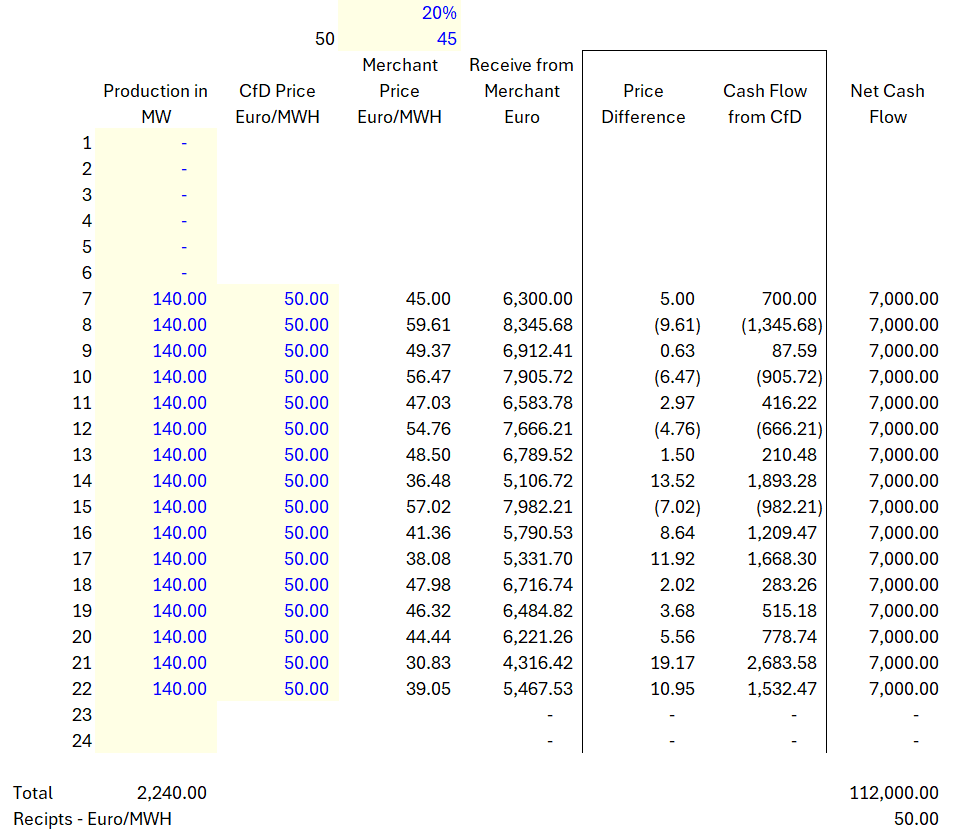 20%
50 45
Merchant Receive from
Production in CfD Price Price Merchant Price Cash Flow Net Cash
MW Euro/MWH Euro/MWH Euro Difference from CfD Flow
1 -
2 -
3 -
4 -
5 -
6 -
7 140.00 50.00 45.00 6,300.00 5.00 700.00 7,000.00
8 140.00 50.00 59.61 8,345.68 (9.61) (1,345.68) 7,000.00
9 140.00 50.00 49.37 6,912.41 0.63 87.59 7,000.00
10 140.00 50.00 56.47 7,905.72 (6.47) (905.72) 7,000.00
11 140.00 50.00 47.03 6,583.78 2.97 416.22 7,000.00
12 140.00 50.00 54.76 7,666.21 (4.76) (666.21) 7,000.00
13 140.00 50.00 48.50 6,789.52 1.50 210.48 7,000.00
14 140.00 50.00 36.48 5,106.72 13.52 1,893.28 7,000.00
15 140.00 50.00 57.02 7,982.21 (7.02) (982.21) 7,000.00
16 140.00 50.00 41.36 5,790.53 8.64 1,209.47 7,000.00
17 140.00 50.00 38.08 5,331.70 11.92 1,668.30 7,000.00
18 140.00 50.00 47.98 6,716.74 2.02 283.26 7,000.00
19 140.00 50.00 46.32 6,484.82 3.68 515.18 7,000.00
20 140.00 50.00 44.44 6,221.26 5.56 778.74 7,000.00
21 140.00 50.00 30.83 4,316.42 19.17 2,683.58 7,000.00
22 140.00 50.00 39.05 5,467.53 10.95 1,532.47 7,000.00
23 - - - -
24 - - - -
Total 2,240.00 112,000.00
Recipts - Euro/MWH 50.00